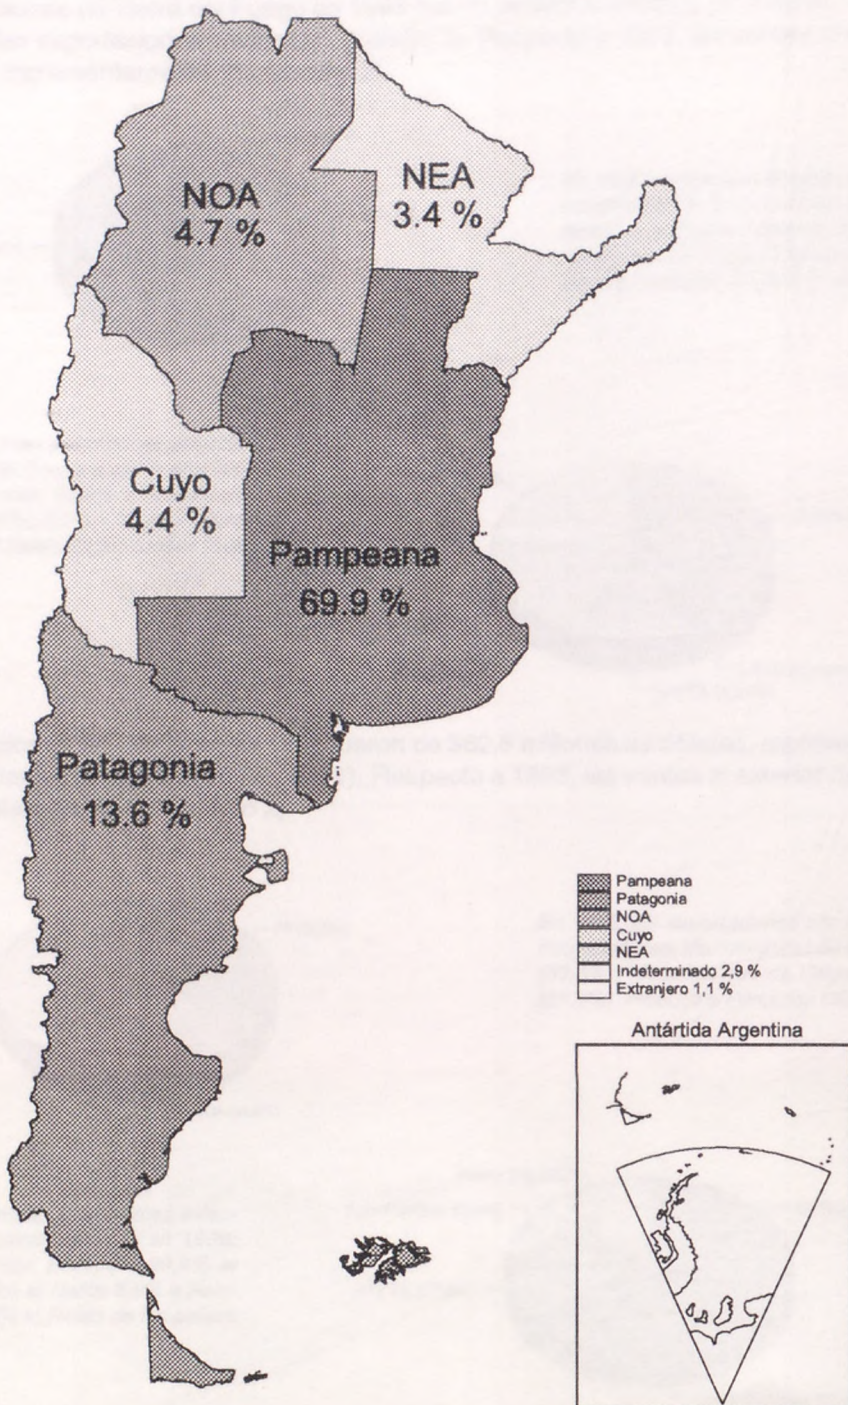 NOA
4.7 %
NEA
3.4 %
Cuyo
4.4 %
Pampeana
69.9 %
Patagonia
13.6 %
Pampeana
Patagonia
NOA
Cuyo
NEA
Indeterminado 2,9 %
Extranjero 1,1 %
Antártida Argentina